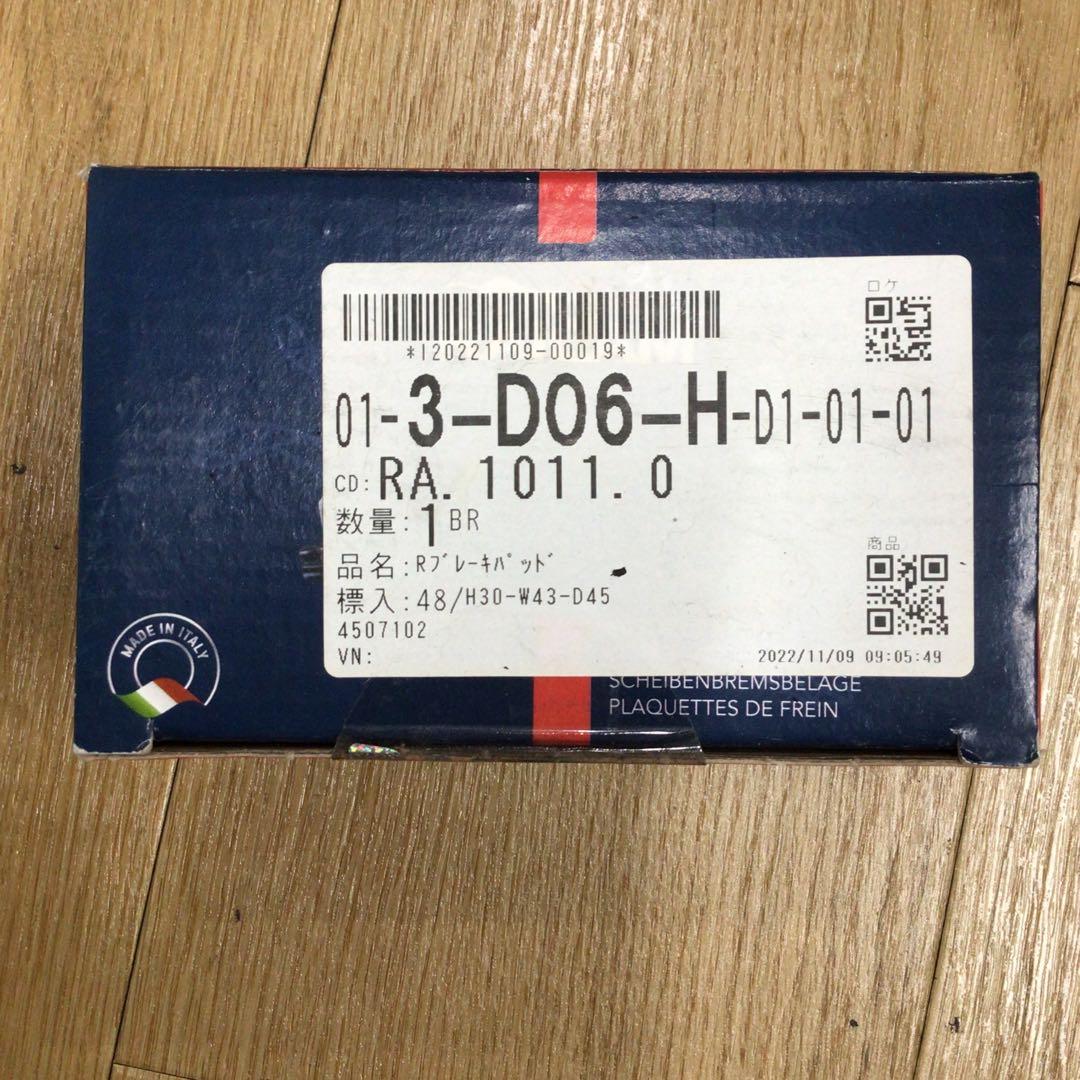 ロケ
*I20221109-00019*
01-3-D06-H-D1-01-01
CD:RA.1011.0
数量:1BR
商品
品名:Rﾌﾞﾚｰｷﾊﾟｯﾄﾞ
標入:48/H30-W43-D45
4507102
VN:
2022/11/09 09:05:49
MADE IN ITALY
SCHEIBENBREMSBELÄGE
PLAQUETTES DE FREIN